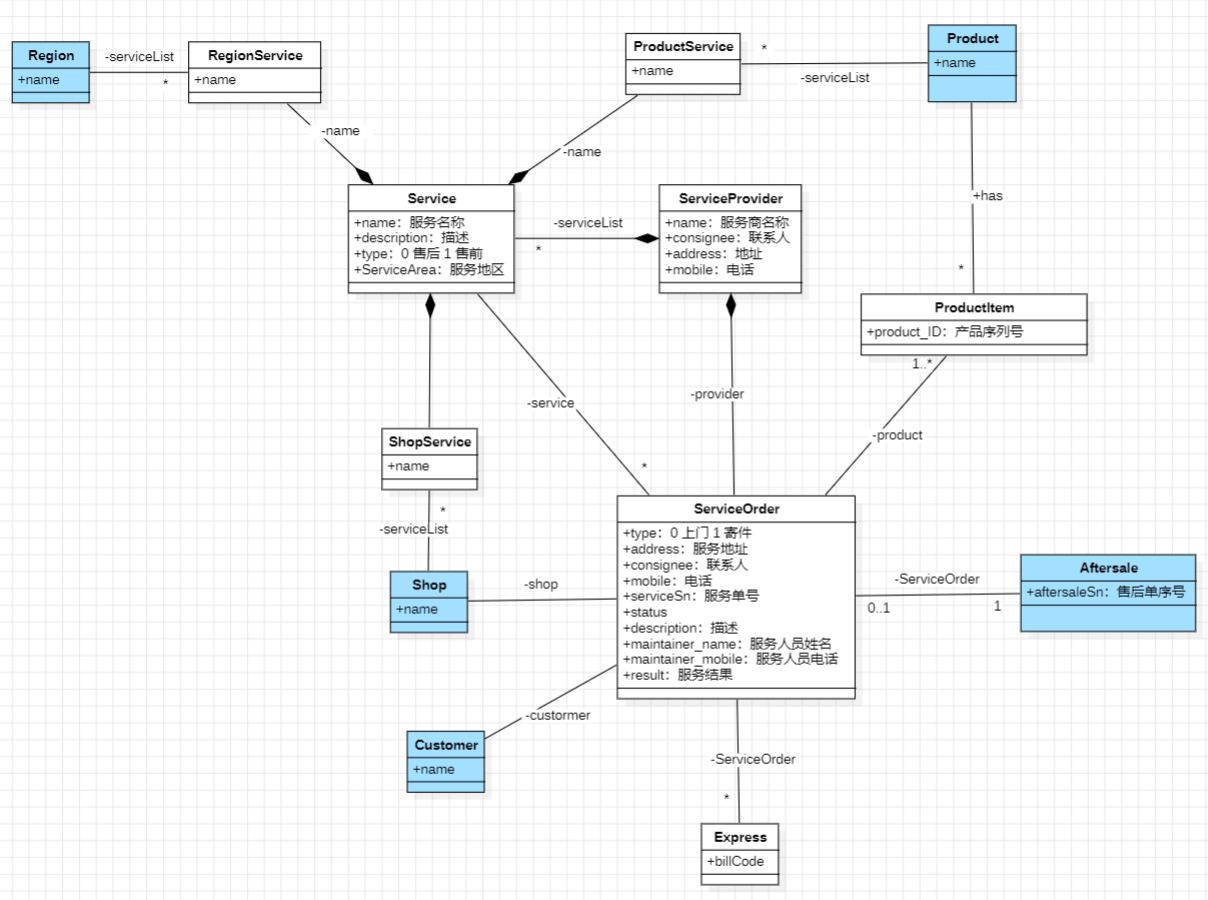 Region
+name
-serviceList
*
RegionService
+name
ProductService
+name
*
-serviceList
Product
+name
-name
-name
Service
+name：服务名称
+description：描述
+type：0 售后 1 售前
+ServiceArea：服务地区
-serviceList
*
ServiceProvider
+name：服务商名称
+consignee：联系人
+address：地址
+mobile：电话
+has
*
ProductItem
+product_ID：产品序列号
1..*
-service
*
-provider
-product
ShopService
+name
*
-serviceList
Shop
+name
-shop
ServiceOrder
+type：0 上门 1 寄件
+address：服务地址
+consignee：联系人
+mobile：电话
+serviceSn：服务单号
+status
+description：描述
+maintainer_name：服务人员姓名
+maintainer_mobile：服务人员电话
+result：服务结果
-ServiceOrder
0..1
1
Aftersale
+aftersaleSn：售后单序号
-custormer
Customer
+name
-ServiceOrder
*
Express
+billCode